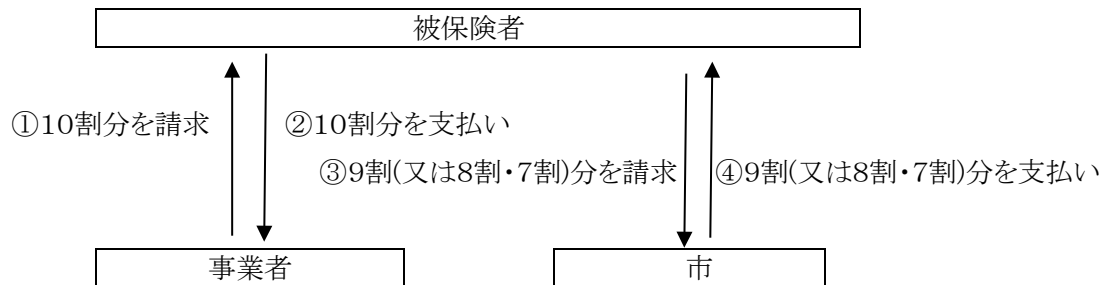 被保険者
①10割分を請求
②10割分を支払い
③9割(又は8割・7割)分を請求
④9割(又は8割・7割)分を支払い
事業者
市